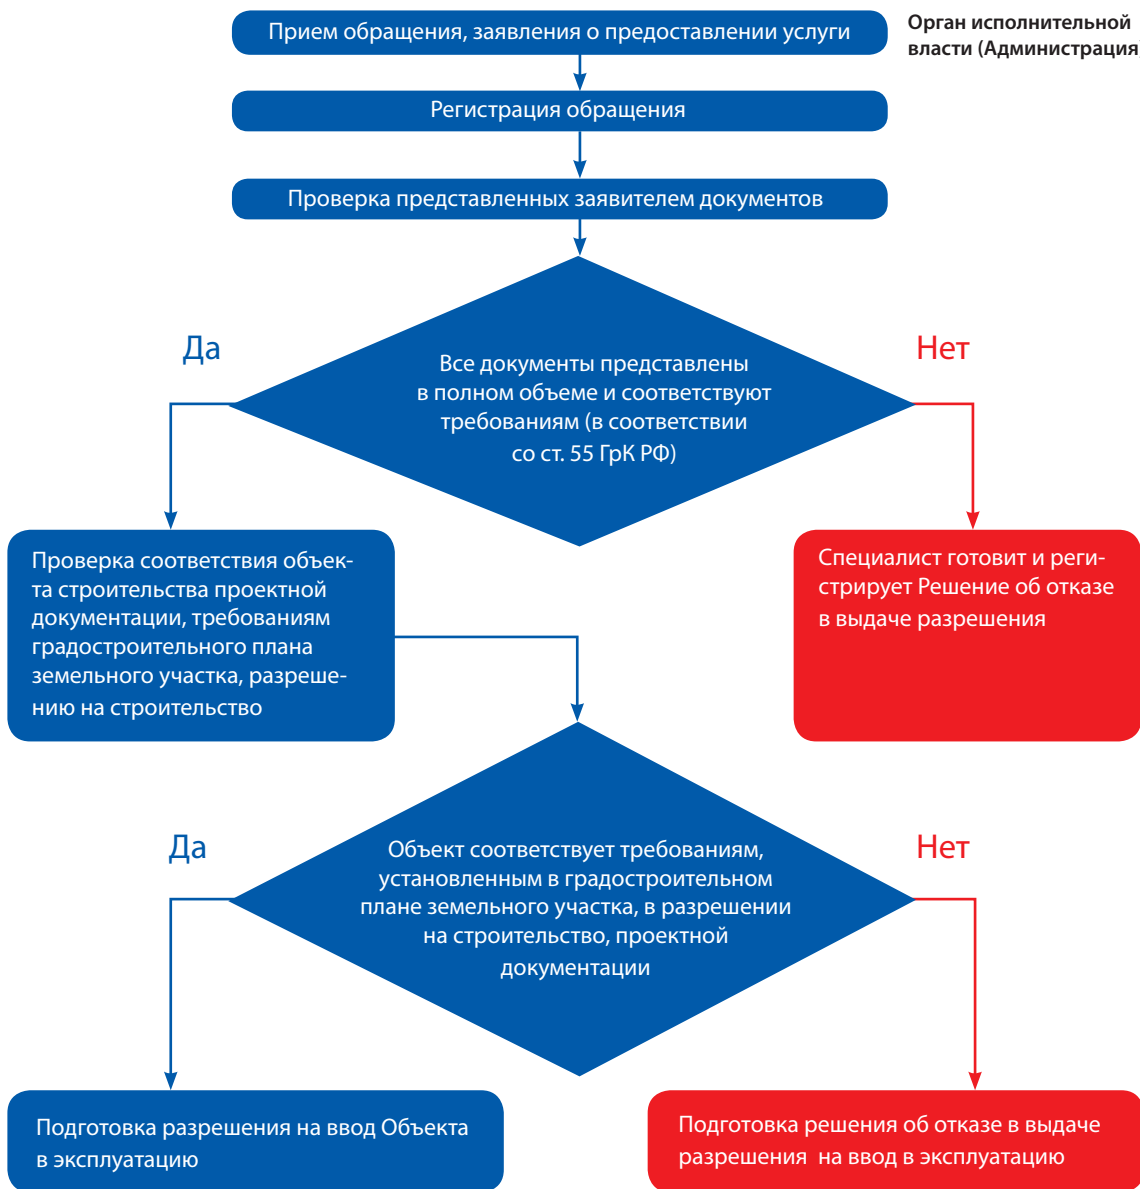 Прием обращения, заявления о предоставлении услуги
Орган исполнительной
власти (Администрация)
Регистрация обращения
Проверка представленных заявителем документов
Да
Нет
Все документы представлены
в полном объеме и соответствуют
требованиям (в соответствии
со ст. 55 ГрК РФ)
Проверка соответствия объек-
та строительства проектной
документации, требованиям
градостроительного плана
земельного участка, разреше-
нию на строительство
Специалист готовит и реги-
стрирует Решение об отказе
в выдаче разрешения
Да
Нет
Объект соответствует требованиям,
установленным в градостроительном
плане земельного участка, в разрешении
на строительство, проектной
документации
Подготовка разрешения на ввод Объекта
в эксплуатацию
Подготовка решения об отказе в выдаче
разрешения на ввод в эксплуатацию